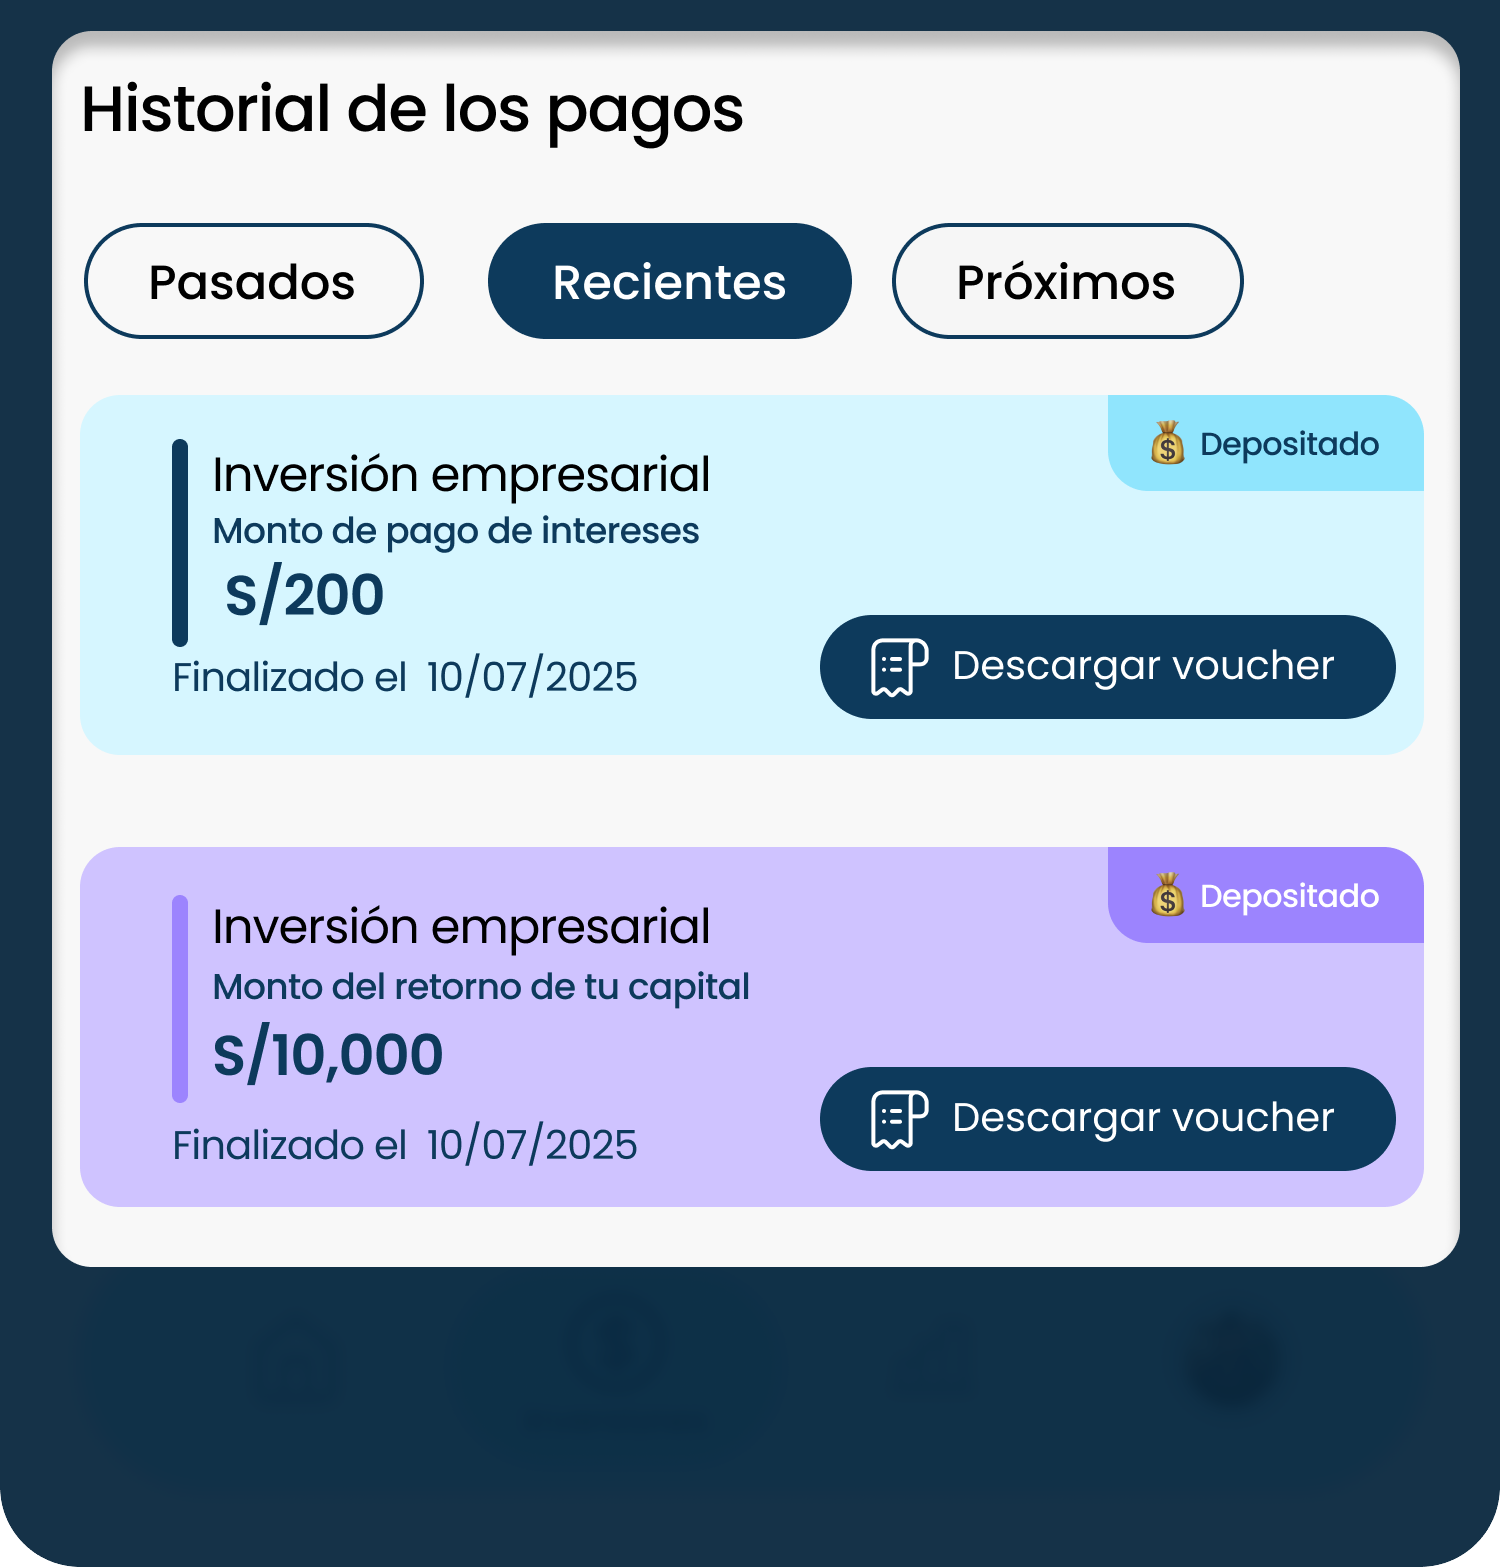 Historial de los pagos
Pasados
Recientes
Próximos
Depositado
Inversión empresarial
Monto de pago de intereses
S/200
Finalizado el 10/07/2025
Descargar voucher
Depositado
Inversión empresarial
Monto del retorno de tu capital
S/10,000
Finalizado el 10/07/2025
Descargar voucher